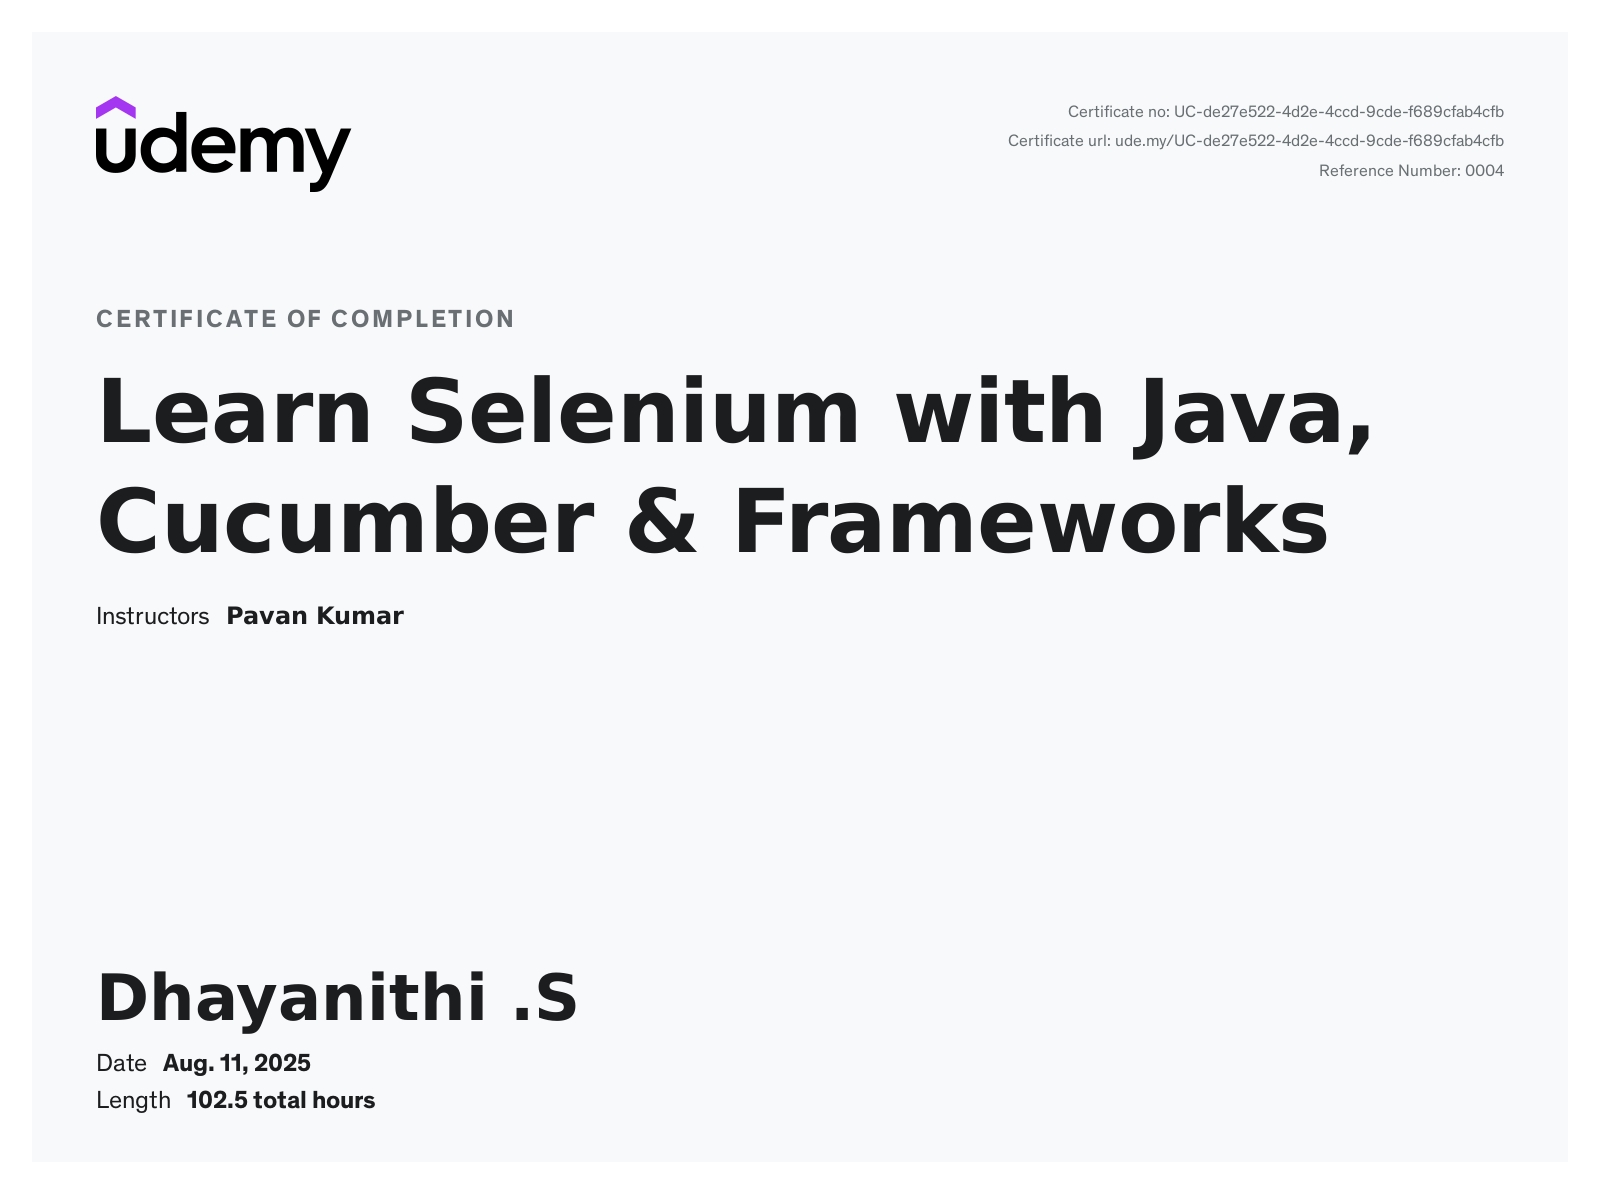 udemy
Certificate no: UC-de27e522-4d2e-4ccd-9cde-f689cfab4cfb
Certificate url: ude.my/UC-de27e522-4d2e-4ccd-9cde-f689cfab4cfb
Reference Number: 0004
CERTIFICATE OF COMPLETION
Learn Selenium with Java,
Cucumber & Frameworks
Instructors Pavan Kumar
Dhayanithi .S
Date Aug. 11, 2025
Length 102.5 total hours